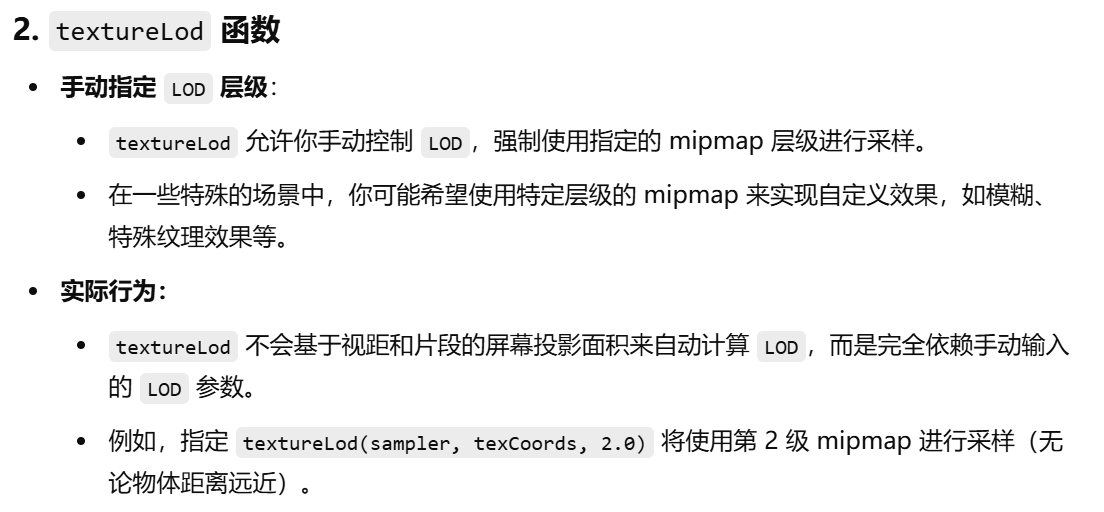 2. textureLod 函数
• 手动指定 LOD 层级：
• textureLod 允许你手动控制 LOD，强制使用指定的 mipmap 层级进行采样。
• 在一些特殊的场景中，你可能希望使用特定层级的 mipmap 来实现自定义效果，如模糊、
特殊纹理效果等。
• 实际行为：
• textureLod 不会基于视距和片段的屏幕投影面积来自动计算 LOD，而是完全依赖手动输入
的 LOD 参数。
• 例如，指定 textureLod(sampler, texCoords, 2.0) 将使用第 2 级 mipmap 进行采样（无
论物体距离远近）。